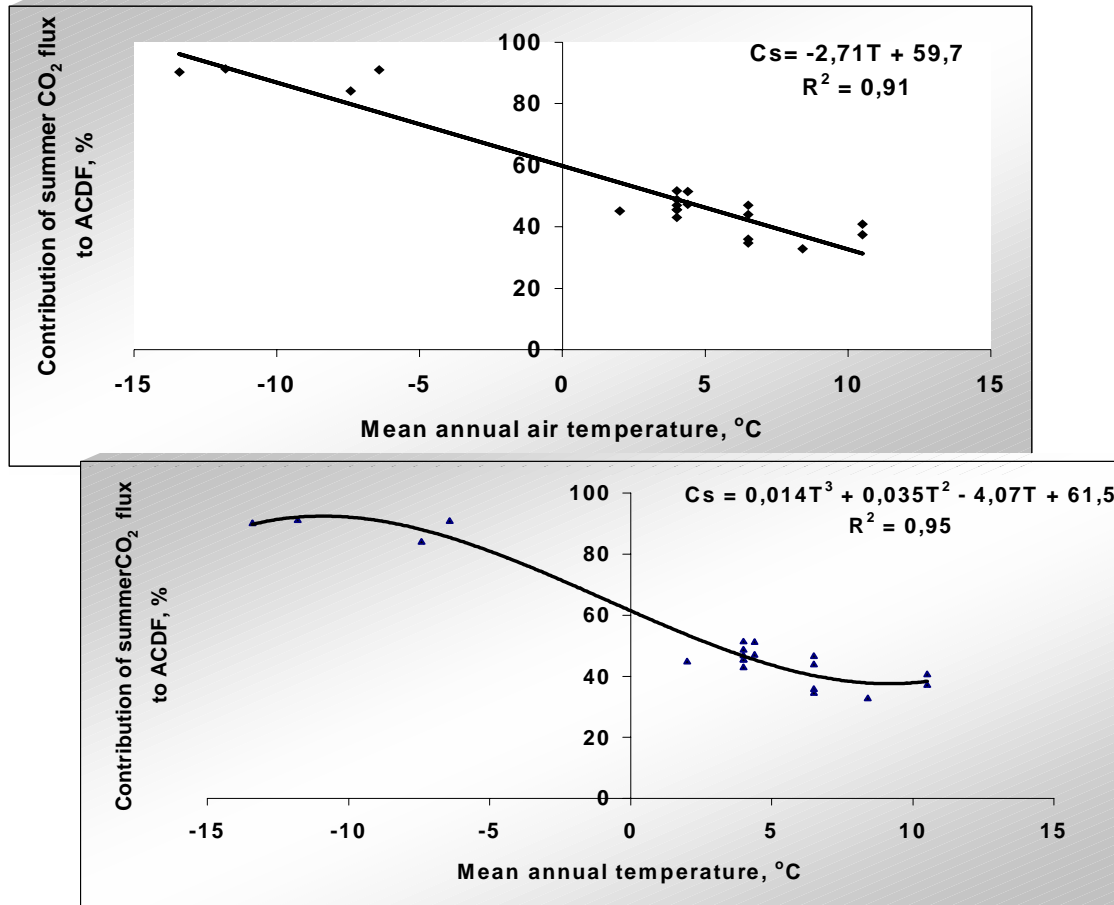 Contribution of summer CO₂ flux
to ACDF, %
100
80
60
40
20
0
Cs= -2,71T + 59,7
R² = 0,91
-15 -10 -5 0 5 10 15
Mean annual air temperature, °C
Contribution of summerCO₂ flux
to ACDF, %
100
80
60
40
20
0
Cs = 0,014T³ + 0,035T² - 4,07T + 61,5
R² = 0,95
-15 -10 -5 0 5 10 15
Mean annual temperature, °C